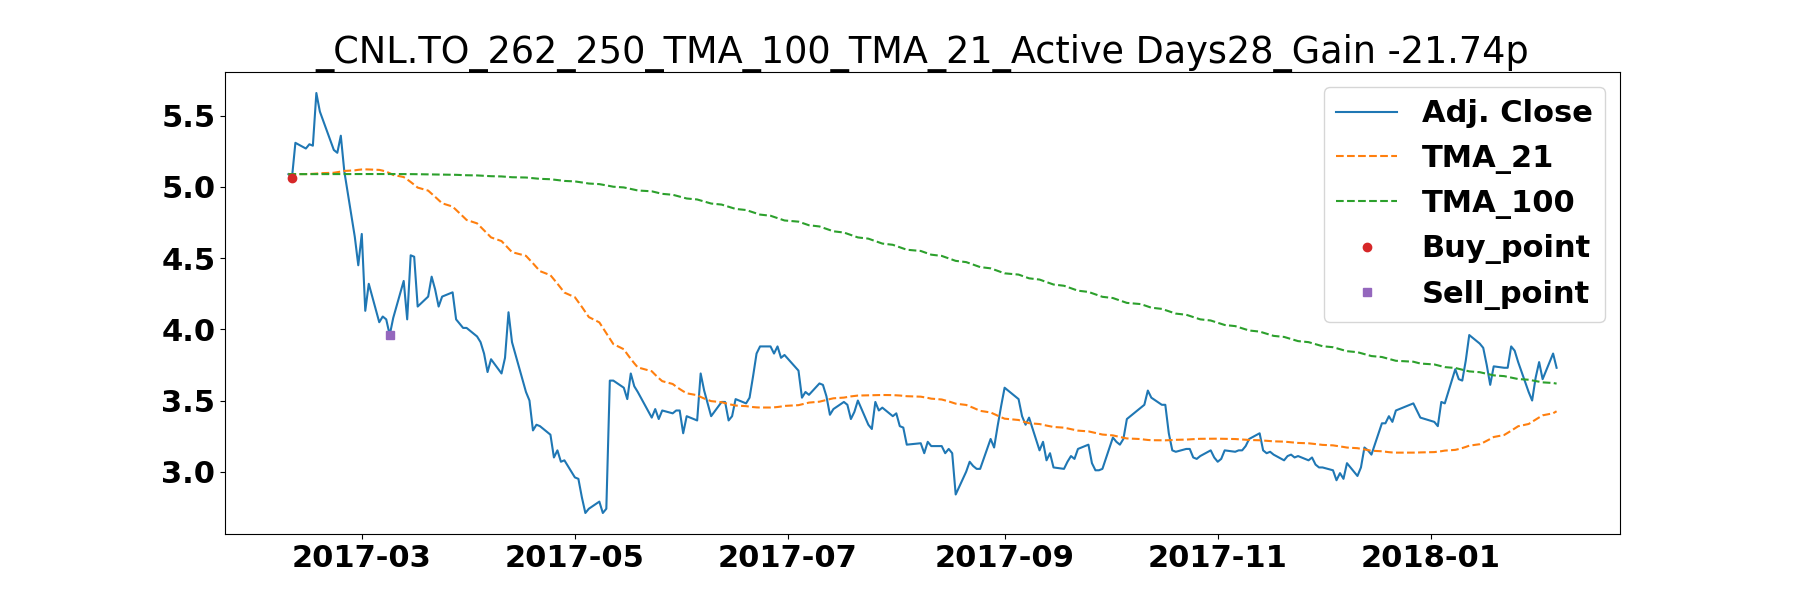 _CNL.TO_262_250_TMA_100_TMA_21_Active Days28_Gain -21.74p
5.5
5.0
4.5
4.0
3.5
3.0
Adj. Close
TMA_21
TMA_100
Buy_point
Sell_point
2017-03 2017-05 2017-07 2017-09 2017-11 2018-01